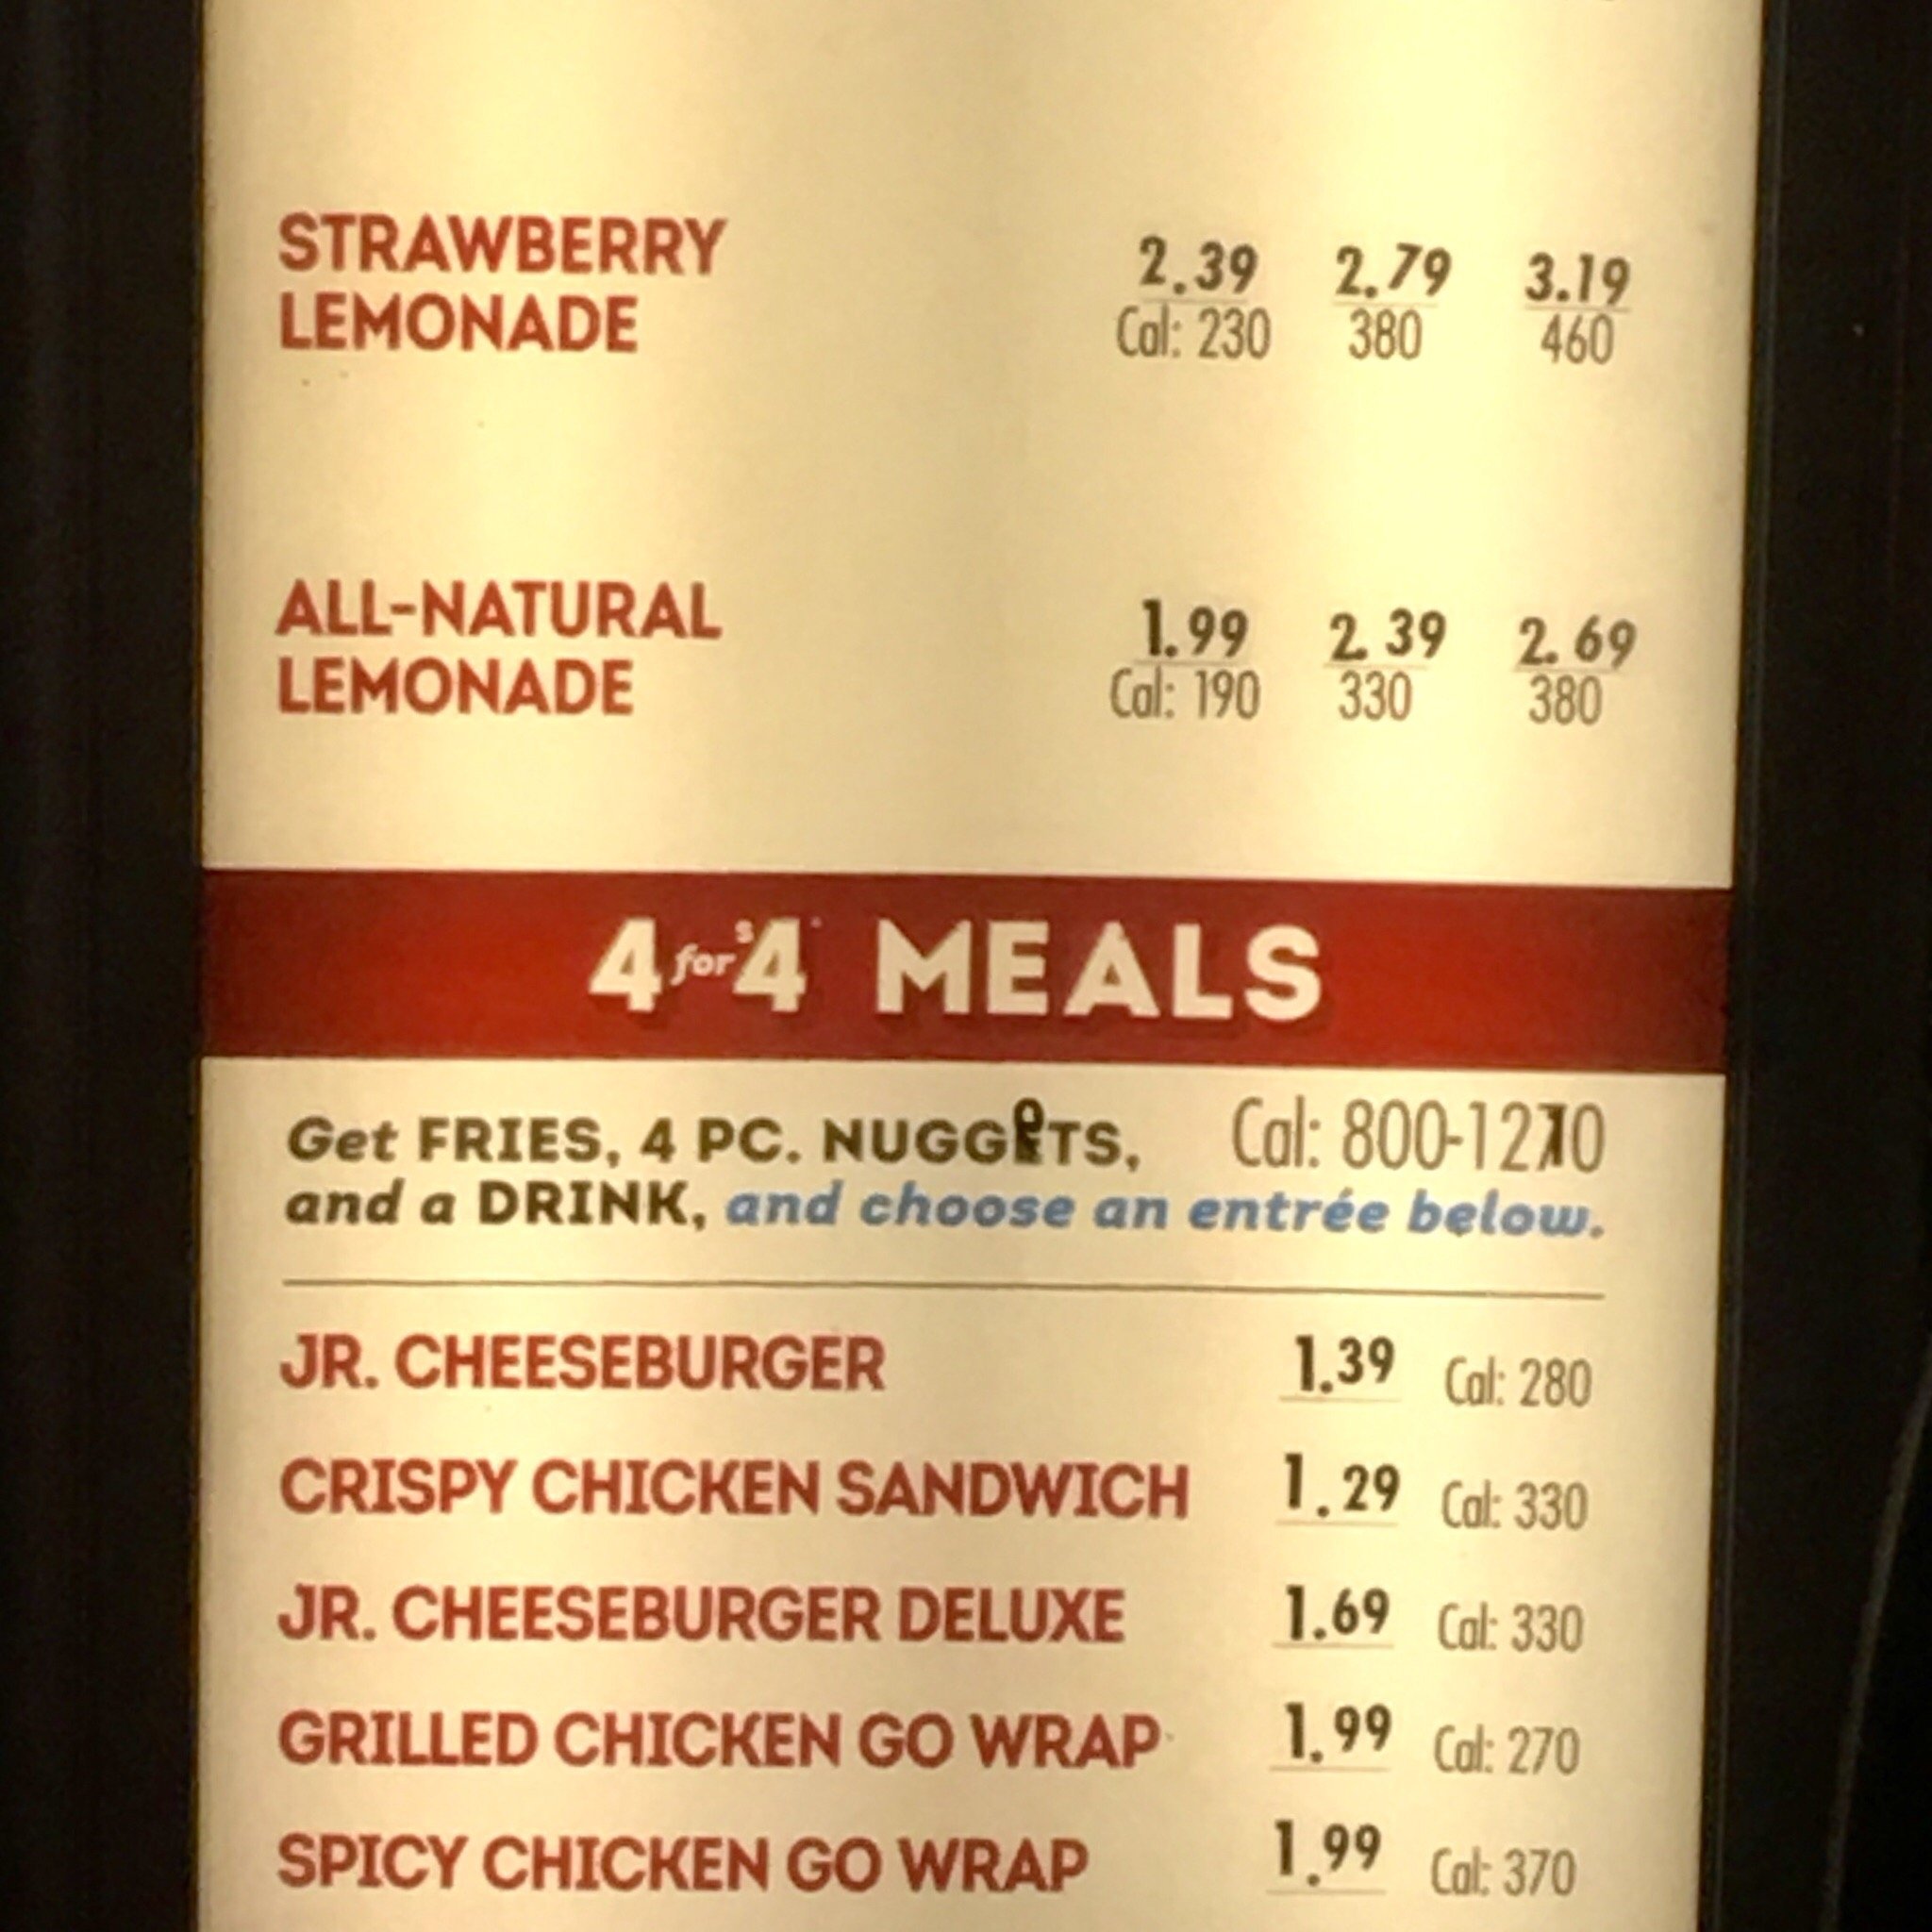 STRAWBERRY
LEMONADE
2.39 2.79 3.19
Cal: 230 380 460
ALL-NATURAL
LEMONADE
1.99 2.39 2.69
Cal: 190 330 380
4 for $4 MEALS
Get FRIES, 4 PC. NUGGETS, Cal: 800-1210
and a DRINK, and choose an entrée below.
JR. CHEESEBURGER 1.39 Cal: 280
CRISPY CHICKEN SANDWICH 1.29 Cal: 330
JR. CHEESEBURGER DELUXE 1.69 Cal: 330
GRILLED CHICKEN GO WRAP 1.99 Cal: 270
SPICY CHICKEN GO WRAP 1.99 Cal: 370